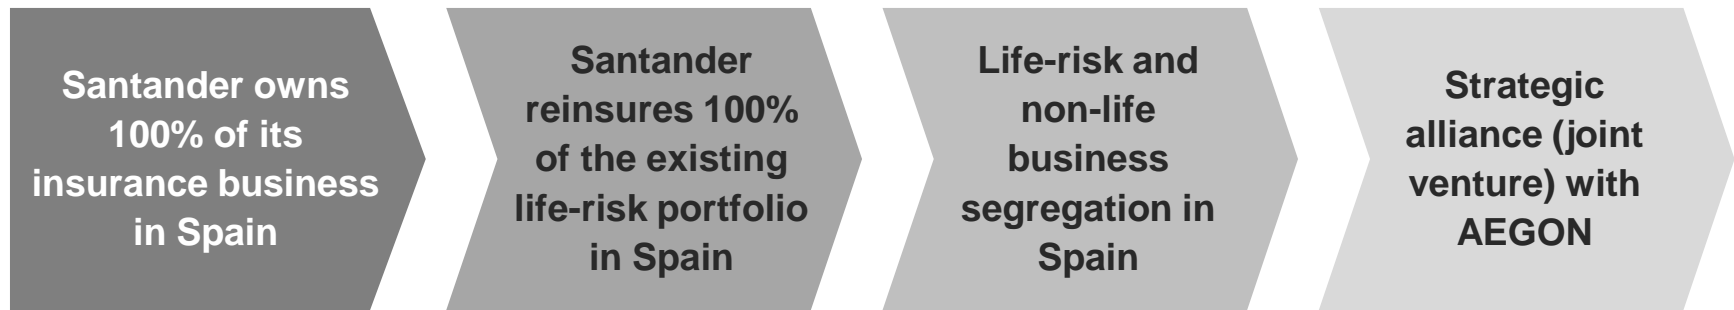 Santander owns
100% of its
insurance business
in Spain
Santander
reinsures 100%
of the existing
life-risk portfolio
in Spain
Life-risk and
non-life
business
segregation in
Spain
Strategic
alliance (joint
venture) with
AEGON